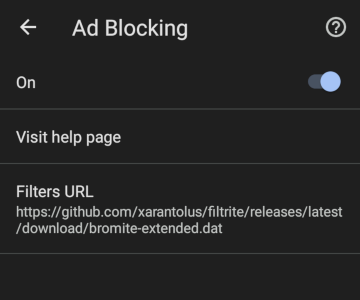 Ad Blocking
On
Visit help page
Filters URL
https://github.com/xarantolus/filtrite/releases/latest
/download/bromite-extended.dat